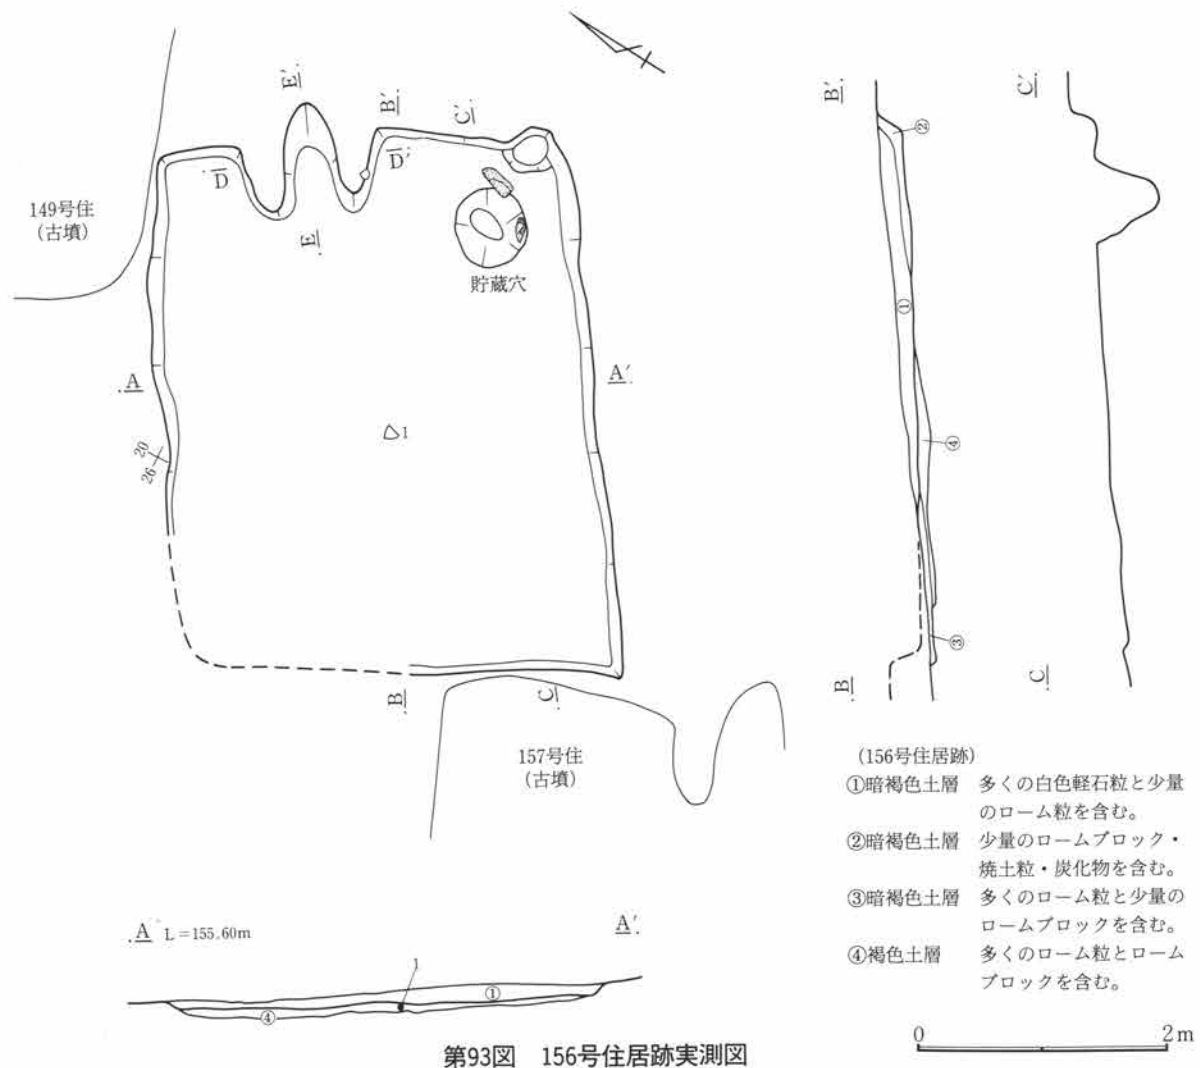 E′
B′
C′
D
D′
E
149号住
(古墳)
貯蔵穴
A
A′
1
20
26
B
C
157号住
(古墳)
B′
C′
②
①
④
③
B
C
(156号住居跡)
①暗褐色土層 多くの白色軽石粒と少量
のローム粒を含む。
②暗褐色土層 少量のロームブロック・
焼土粒・炭化物を含む。
③暗褐色土層 多くのローム粒と少量の
ロームブロックを含む。
④褐色土層 多くのローム粒とローム
ブロックを含む。
A L=155.60m
A′
1
①
④
0 2m
第93図 156号住居跡実測図